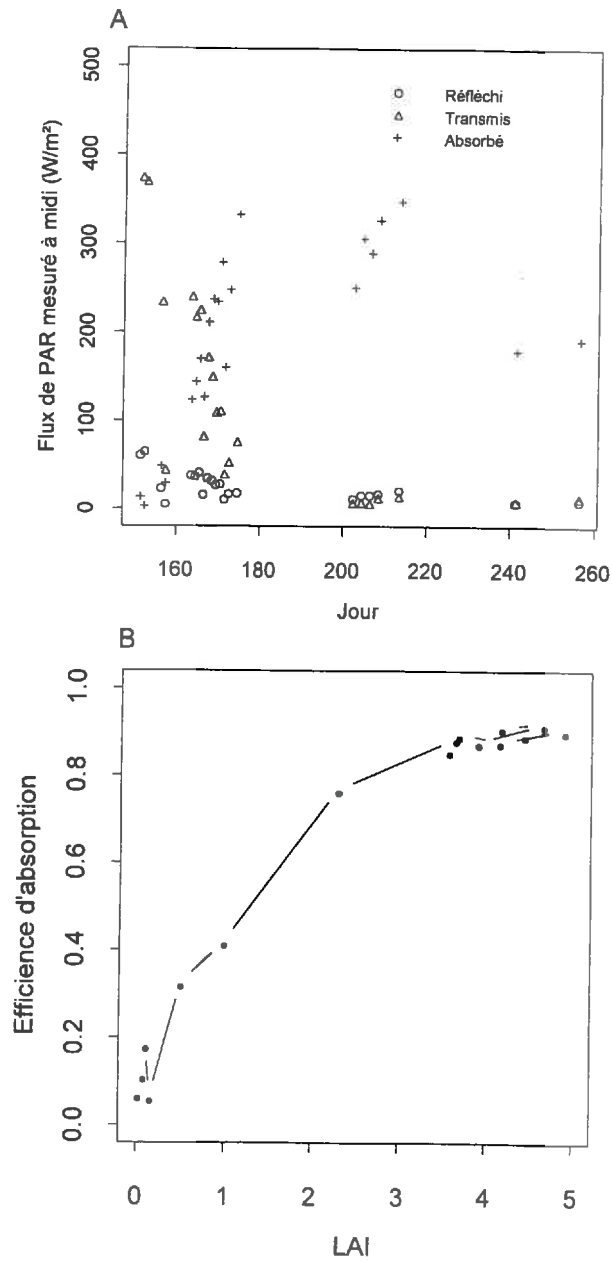 A
Flux de PAR mesuré à midi (W/m²)
500
400
300
200
100
0
Réfléchi
Transmis
Absorbé
160
180
200
220
240
260
Jour
B
Efficience d'absorption
1.0
0.8
0.6
0.4
0.2
0.0
0
1
2
3
4
5
LAI